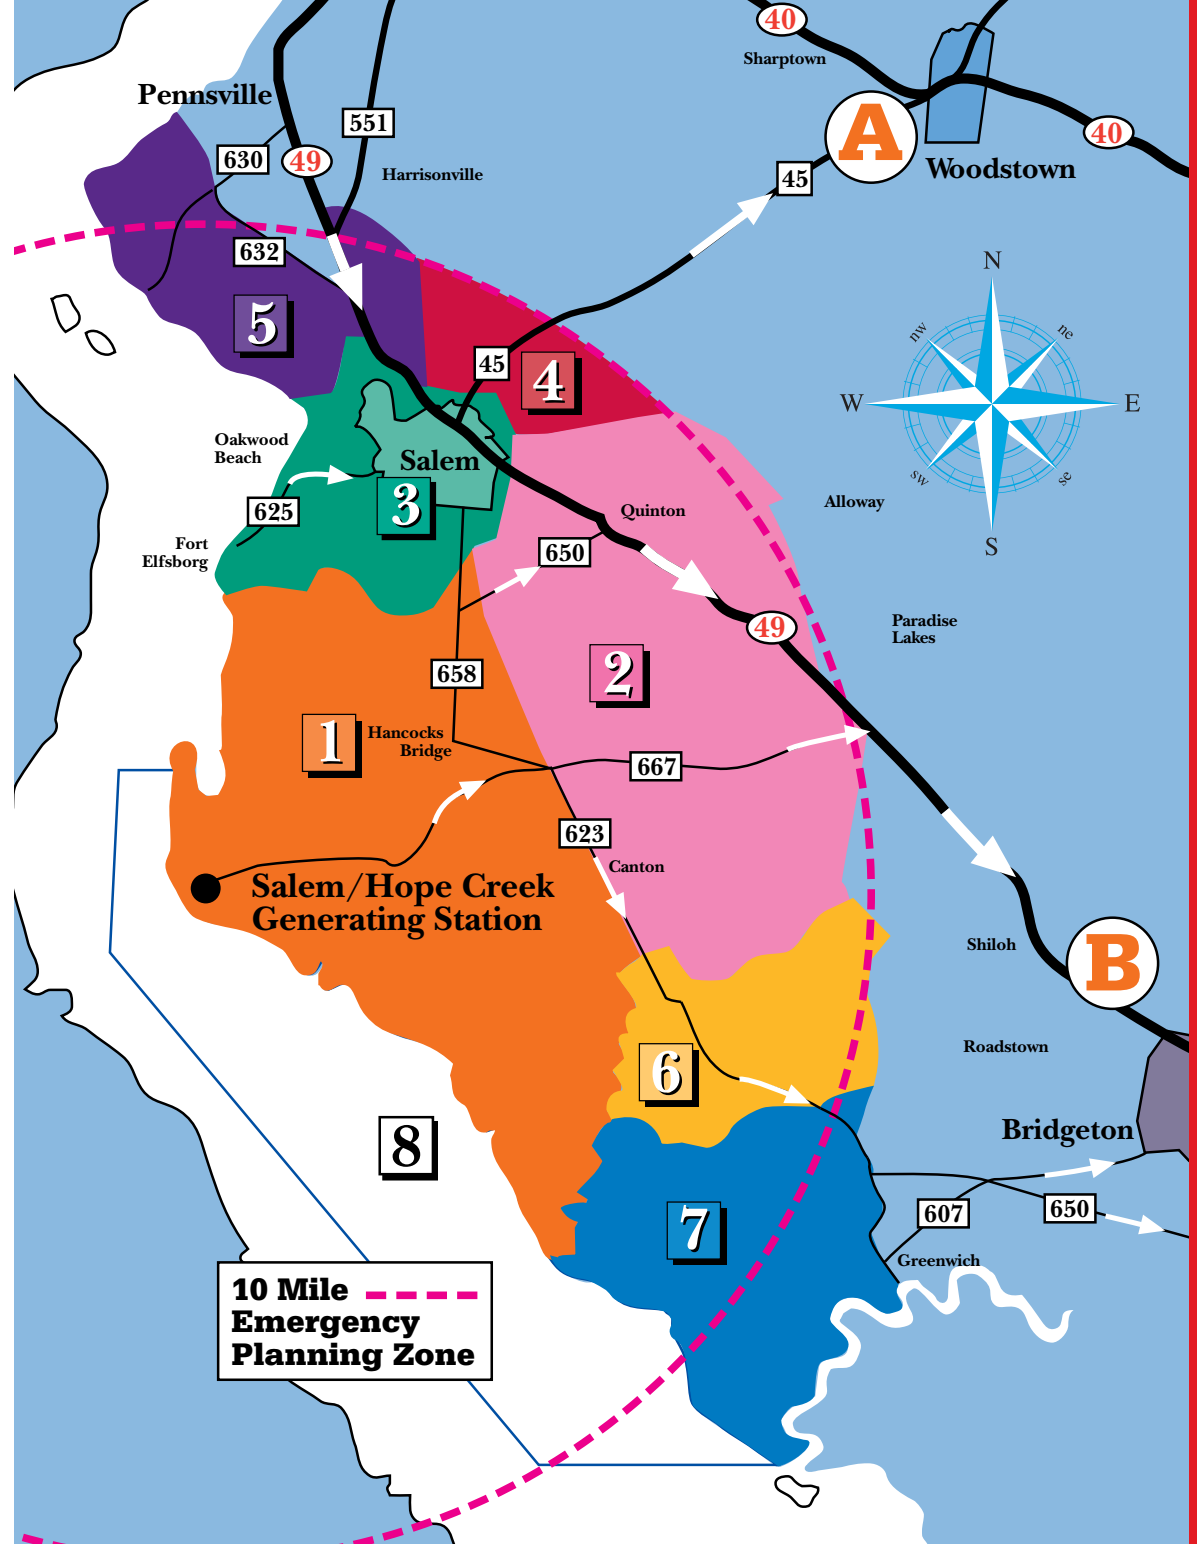 40
Sharptown
Pennsville
551
A
40
630
49
Harrisonville
45
Woodstown
632
N
5
nw
ne
45
4
W
E
Oakwood
Beach
Salem
sw
se
3
625
Quinton
Alloway
Fort
Elfsborg
650
S
49
Paradise
Lakes
658
2
1
Hancocks
Bridge
667
623
Canton
Salem/Hope Creek
Generating Station
Shiloh
B
Roadstown
6
8
Bridgeton
7
607
650
Greenwich
10 Mile
Emergency
Planning Zone